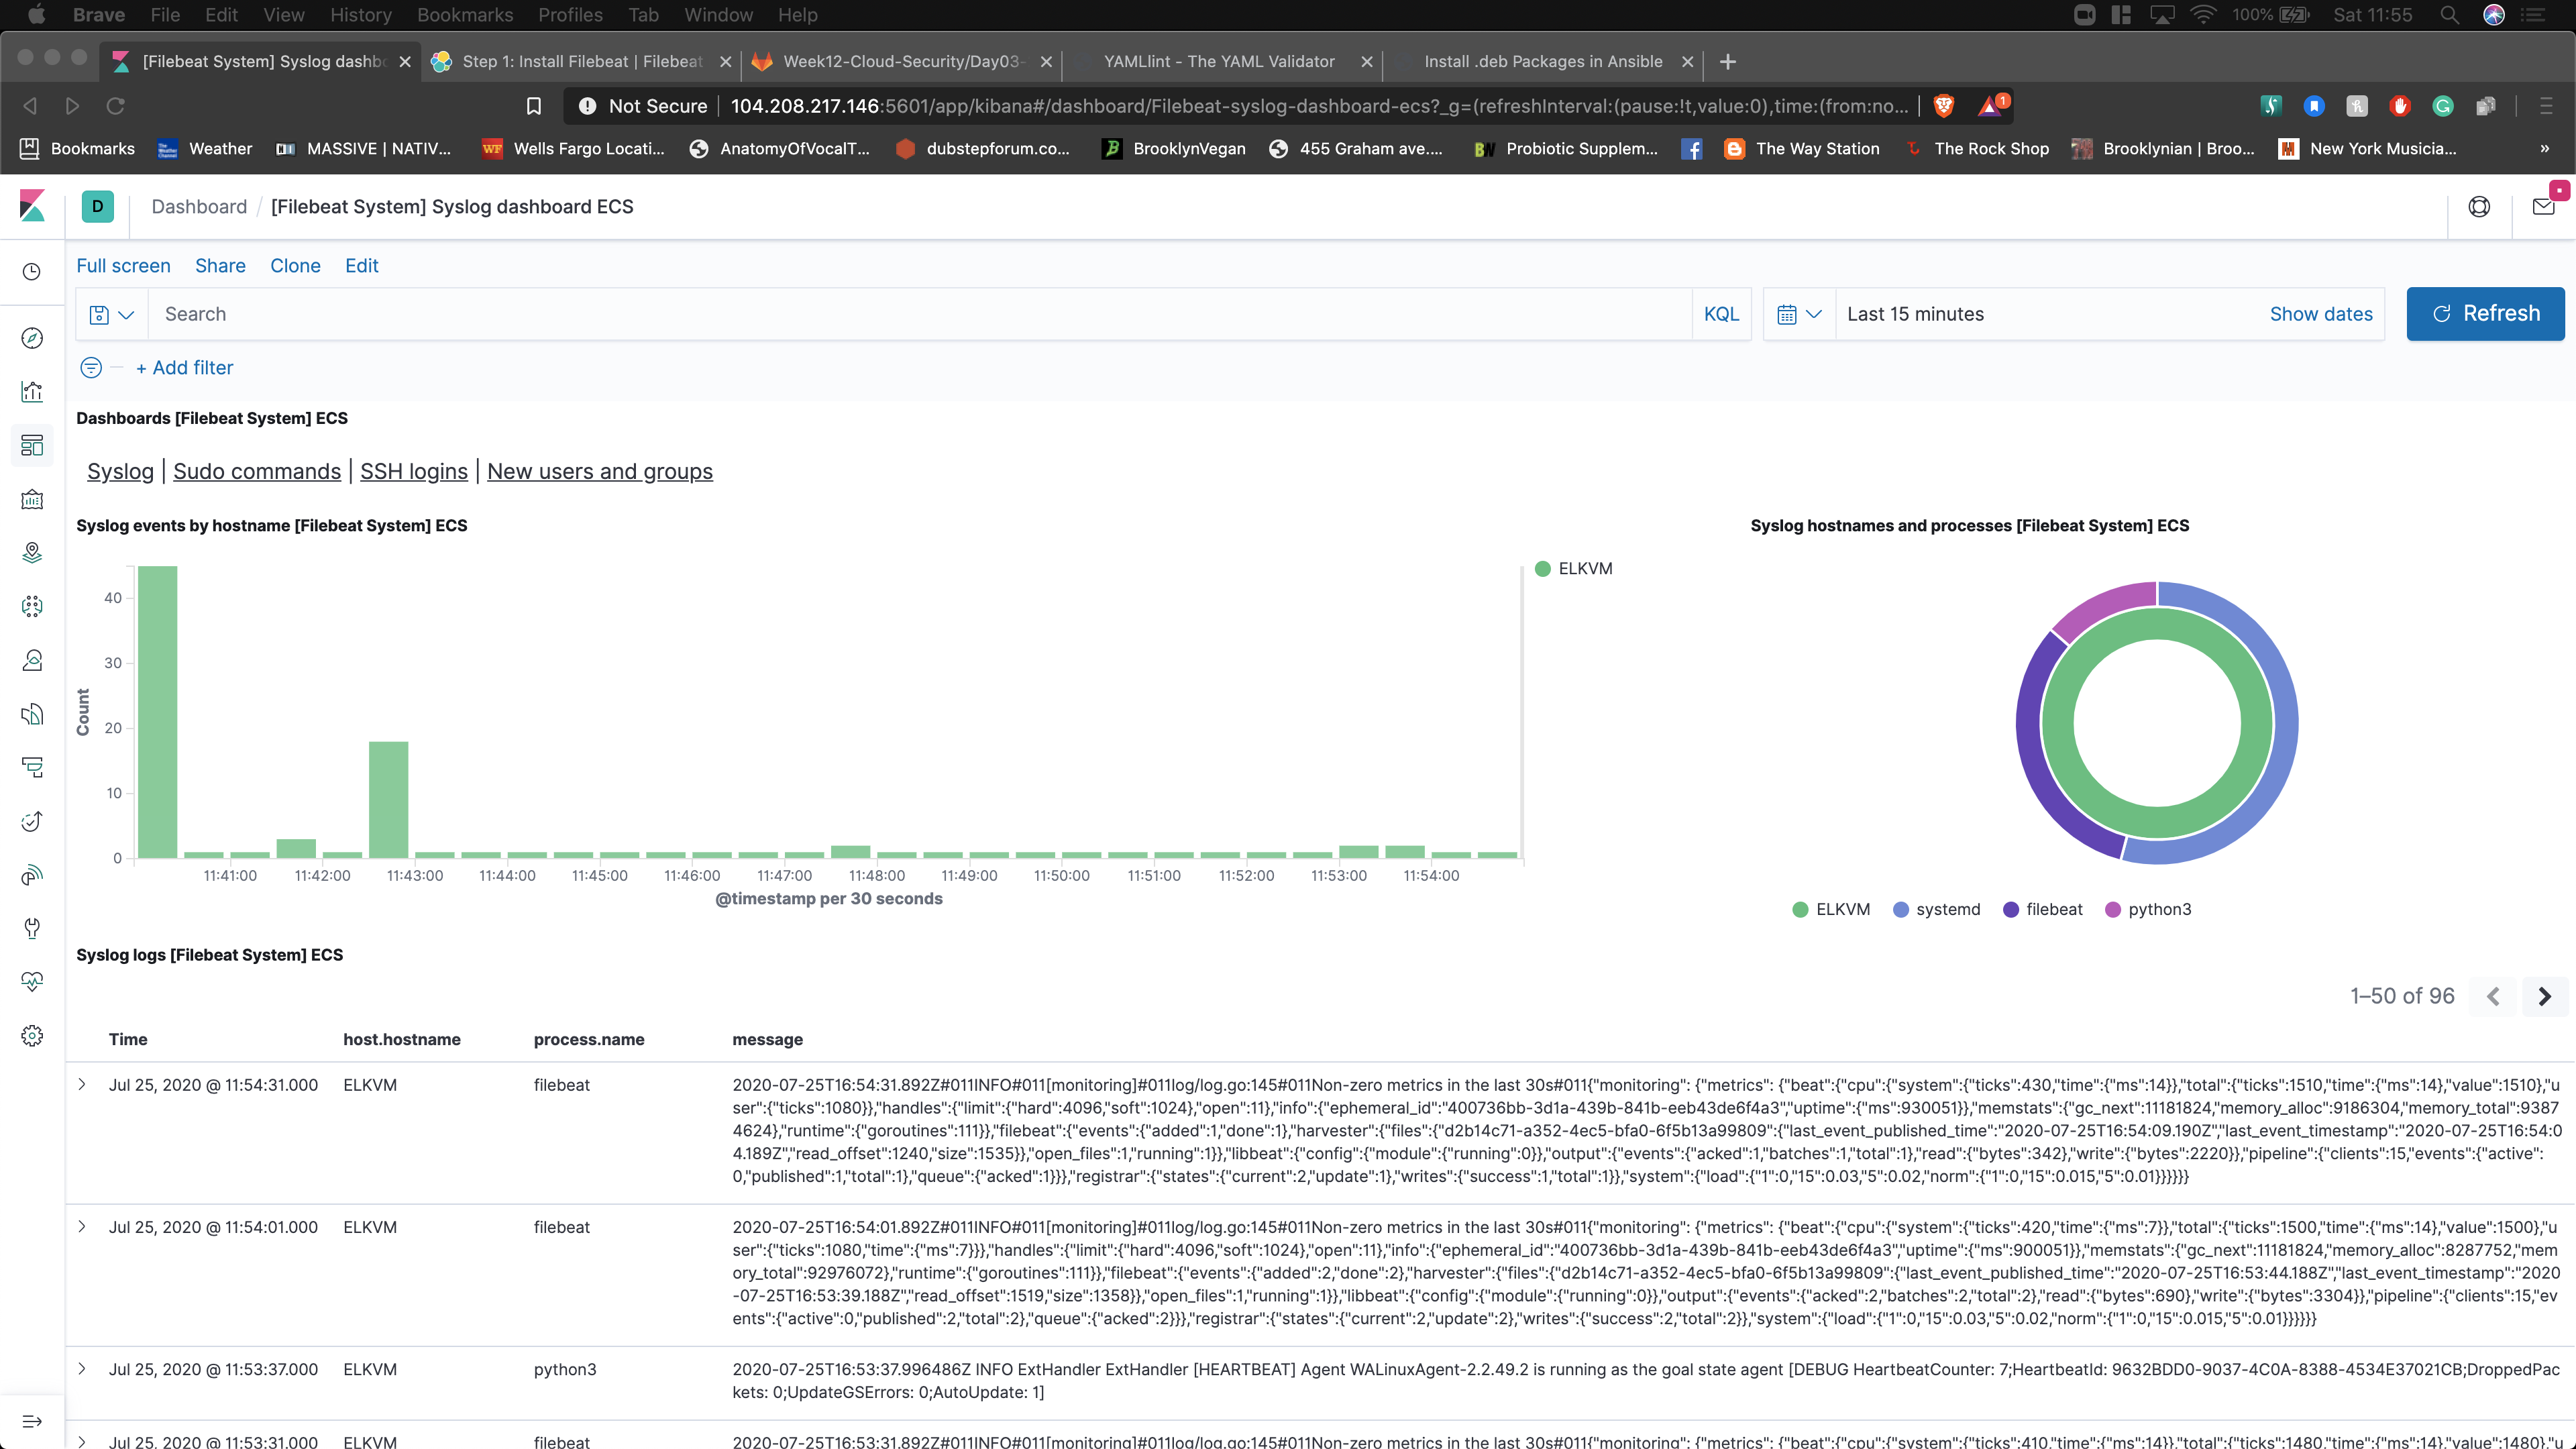 Brave File Edit View History Bookmarks Profiles Tab Window Help 100% Sat 11:55
[Filebeat System] Syslog dashbo Step 1: Install Filebeat | Filebeat Week12-Cloud-Security/Day03- YAMLlint - The YAML Validator Install .deb Packages in Ansible
Not Secure 104.208.217.146:5601/app/kibana#/dashboard/Filebeat-syslog-dashboard-ecs?_g=(refreshInterval:(pause:!t,value:0),time:(from:no... 1
Bookmarks Weather MASSIVE | NATIV... Wells Fargo Locati... AnatomyOfVocalT... dubstepforum.co... BrooklynVegan 455 Graham ave.... Probiotic Supplem... The Way Station The Rock Shop Brooklynian | Broo... New York Musicia... »
D Dashboard / [Filebeat System] Syslog dashboard ECS
Full screen Share Clone Edit
Search KQL Last 15 minutes Show dates Refresh
+ Add filter
Dashboards [Filebeat System] ECS
Syslog | Sudo commands | SSH logins | New users and groups
Syslog events by hostname [Filebeat System] ECS
Syslog hostnames and processes [Filebeat System] ECS
ELKVM
40
30
20
10
0
Count
11:41:00 11:42:00 11:43:00 11:44:00 11:45:00 11:46:00 11:47:00 11:48:00 11:49:00 11:50:00 11:51:00 11:52:00 11:53:00 11:54:00
@timestamp per 30 seconds
ELKVM systemd filebeat python3
Syslog logs [Filebeat System] ECS
1–50 of 96
Time host.hostname process.name message
Jul 25, 2020 @ 11:54:31.000 ELKVM filebeat 2020-07-25T16:54:31.892Z#011INFO#011[monitoring]#011log/log.go:145#011Non-zero metrics in the last 30s#011{"monitoring": {"metrics": {"beat":{"cpu":{"system":{"ticks":430,"time":{"ms":14}},"total":{"ticks":1510,"time":{"ms":14},"value":1510},"u
ser":{"ticks":1080}},"handles":{"limit":{"hard":4096,"soft":1024},"open":11},"info":{"ephemeral_id":"400736bb-3d1a-439b-841b-eeb43de6f4a3","uptime":{"ms":930051}},"memstats":{"gc_next":11181824,"memory_alloc":9186304,"memory_total":9387
4624},"runtime":{"goroutines":111}},"filebeat":{"events":{"added":1,"done":1},"harvester":{"files":{"d2b14c71-a352-4ec5-bfa0-6f5b13a99809":{"last_event_published_time":"2020-07-25T16:54:09.190Z","last_event_timestamp":"2020-07-25T16:54:0
4.189Z","read_offset":1240,"size":1535}},"open_files":1,"running":1}},"libbeat":{"config":{"module":{"running":0}},"output":{"events":{"acked":1,"batches":1,"total":1},"read":{"bytes":342},"write":{"bytes":2220}},"pipeline":{"clients":15,"events":{"active":
0,"published":1,"total":1},"queue":{"acked":1}}},"registrar":{"states":{"current":2,"update":1},"writes":{"success":1,"total":1}},"system":{"load":{"1":0,"15":0.03,"5":0.02,"norm":{"1":0,"15":0.015,"5":0.01}}}}}}
Jul 25, 2020 @ 11:54:01.000 ELKVM filebeat 2020-07-25T16:54:01.892Z#011INFO#011[monitoring]#011log/log.go:145#011Non-zero metrics in the last 30s#011{"monitoring": {"metrics": {"beat":{"cpu":{"system":{"ticks":420,"time":{"ms":7}},"total":{"ticks":1500,"time":{"ms":14},"value":1500},"u
ser":{"ticks":1080,"time":{"ms":7}}},"handles":{"limit":{"hard":4096,"soft":1024},"open":11},"info":{"ephemeral_id":"400736bb-3d1a-439b-841b-eeb43de6f4a3","uptime":{"ms":900051}},"memstats":{"gc_next":11181824,"memory_alloc":8287752,"mem
ory_total":92976072},"runtime":{"goroutines":111}},"filebeat":{"events":{"added":2,"done":2},"harvester":{"files":{"d2b14c71-a352-4ec5-bfa0-6f5b13a99809":{"last_event_published_time":"2020-07-25T16:53:44.188Z","last_event_timestamp":"2020
-07-25T16:53:39.188Z","read_offset":1519,"size":1358}},"open_files":1,"running":1}},"libbeat":{"config":{"module":{"running":0}},"output":{"events":{"acked":2,"batches":2,"total":2},"read":{"bytes":690},"write":{"bytes":3304}},"pipeline":{"clients":15,"ev
ents":{"active":0,"published":2,"total":2},"queue":{"acked":2}}},"registrar":{"states":{"current":2,"update":2},"writes":{"success":2,"total":2}},"system":{"load":{"1":0,"15":0.03,"5":0.02,"norm":{"1":0,"15":0.015,"5":0.01}}}}}}
Jul 25, 2020 @ 11:53:37.000 ELKVM python3 2020-07-25T16:53:37.996486Z INFO ExtHandler ExtHandler [HEARTBEAT] Agent WALinuxAgent-2.2.49.2 is running as the goal state agent [DEBUG HeartbeatCounter: 7;HeartbeatId: 9632BDD0-9037-4C0A-8388-4534E37021CB;DroppedPac
kets: 0;UpdateGSErrors: 0;AutoUpdate: 1]
Jul 25, 2020 @ 11:53:31.000 ELKVM filebeat 2020-07-25T16:53:31.892Z#011INFO#011[monitoring]#011log/log.go:145#011Non-zero metrics in the last 30s#011{"monitoring": {"metrics": {"beat":{"cpu":{"system":{"ticks":410,"time":{"ms":14}},"total":{"ticks":1480,"time":{"ms":14},"value":1480},"u